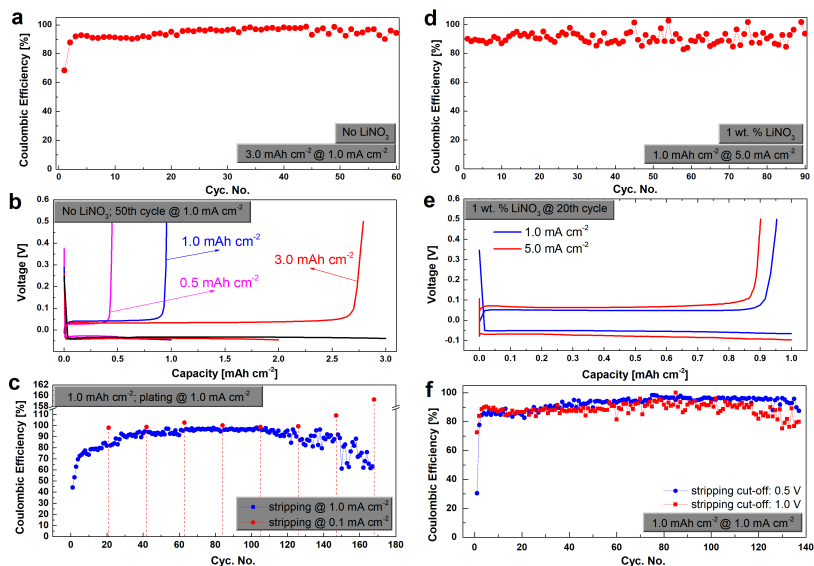 a
Coulombic Efficiency [%]
100
80
60
40
20
0
No LiNO3
3.0 mAh cm-2 @ 1.0 mA cm-2
0 10 20 30 40 50 60
Cyc. No.
d
Coulombic Efficiency [%]
100
80
60
40
20
0
1 wt. % LiNO3
1.0 mAh cm-2 @ 5.0 mA cm-2
0 10 20 30 40 50 60 70 80 90
Cyc. No.
b
Voltage [V]
0.6
0.5
0.4
0.3
0.2
0.1
0.0
No LiNO3; 50th cycle @ 1.0 mA cm-2
1.0 mAh cm-2
3.0 mAh cm-2
0.5 mAh cm-2
0.0 0.5 1.0 1.5 2.0 2.5 3.0
Capacity [mAh cm-2]
e
Voltage [V]
0.6
0.5
0.4
0.3
0.2
0.1
0.0
-0.1
1 wt. % LiNO3 @ 20th cycle
1.0 mA cm-2
5.0 mA cm-2
0.0 0.1 0.2 0.3 0.4 0.5 0.6 0.7 0.8 0.9 1.0
Capacity [mAh cm-2]
c
Coulombic Efficiency [%]
162
160
158
110
100
90
80
70
60
50
40
30
20
10
0
1.0 mAh cm-2; plating @ 1.0 mA cm-2
stripping @ 1.0 mA cm-2
stripping @ 0.1 mA cm-2
0 20 40 60 80 100 120 140 160 180
Cyc. No.
f
Coulombic Efficiency [%]
100
80
60
40
20
0
stripping cut-off: 0.5 V
stripping cut-off: 1.0 V
1.0 mAh cm-2 @ 1.0 mA cm-2
0 20 40 60 80 100 120 140
Cyc. No.